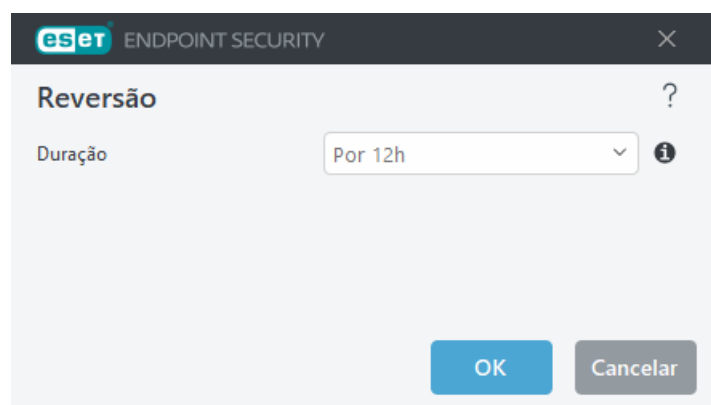 eset ENDPOINT SECURITY
Reversão ?
Duração Por 12h
OK Cancelar